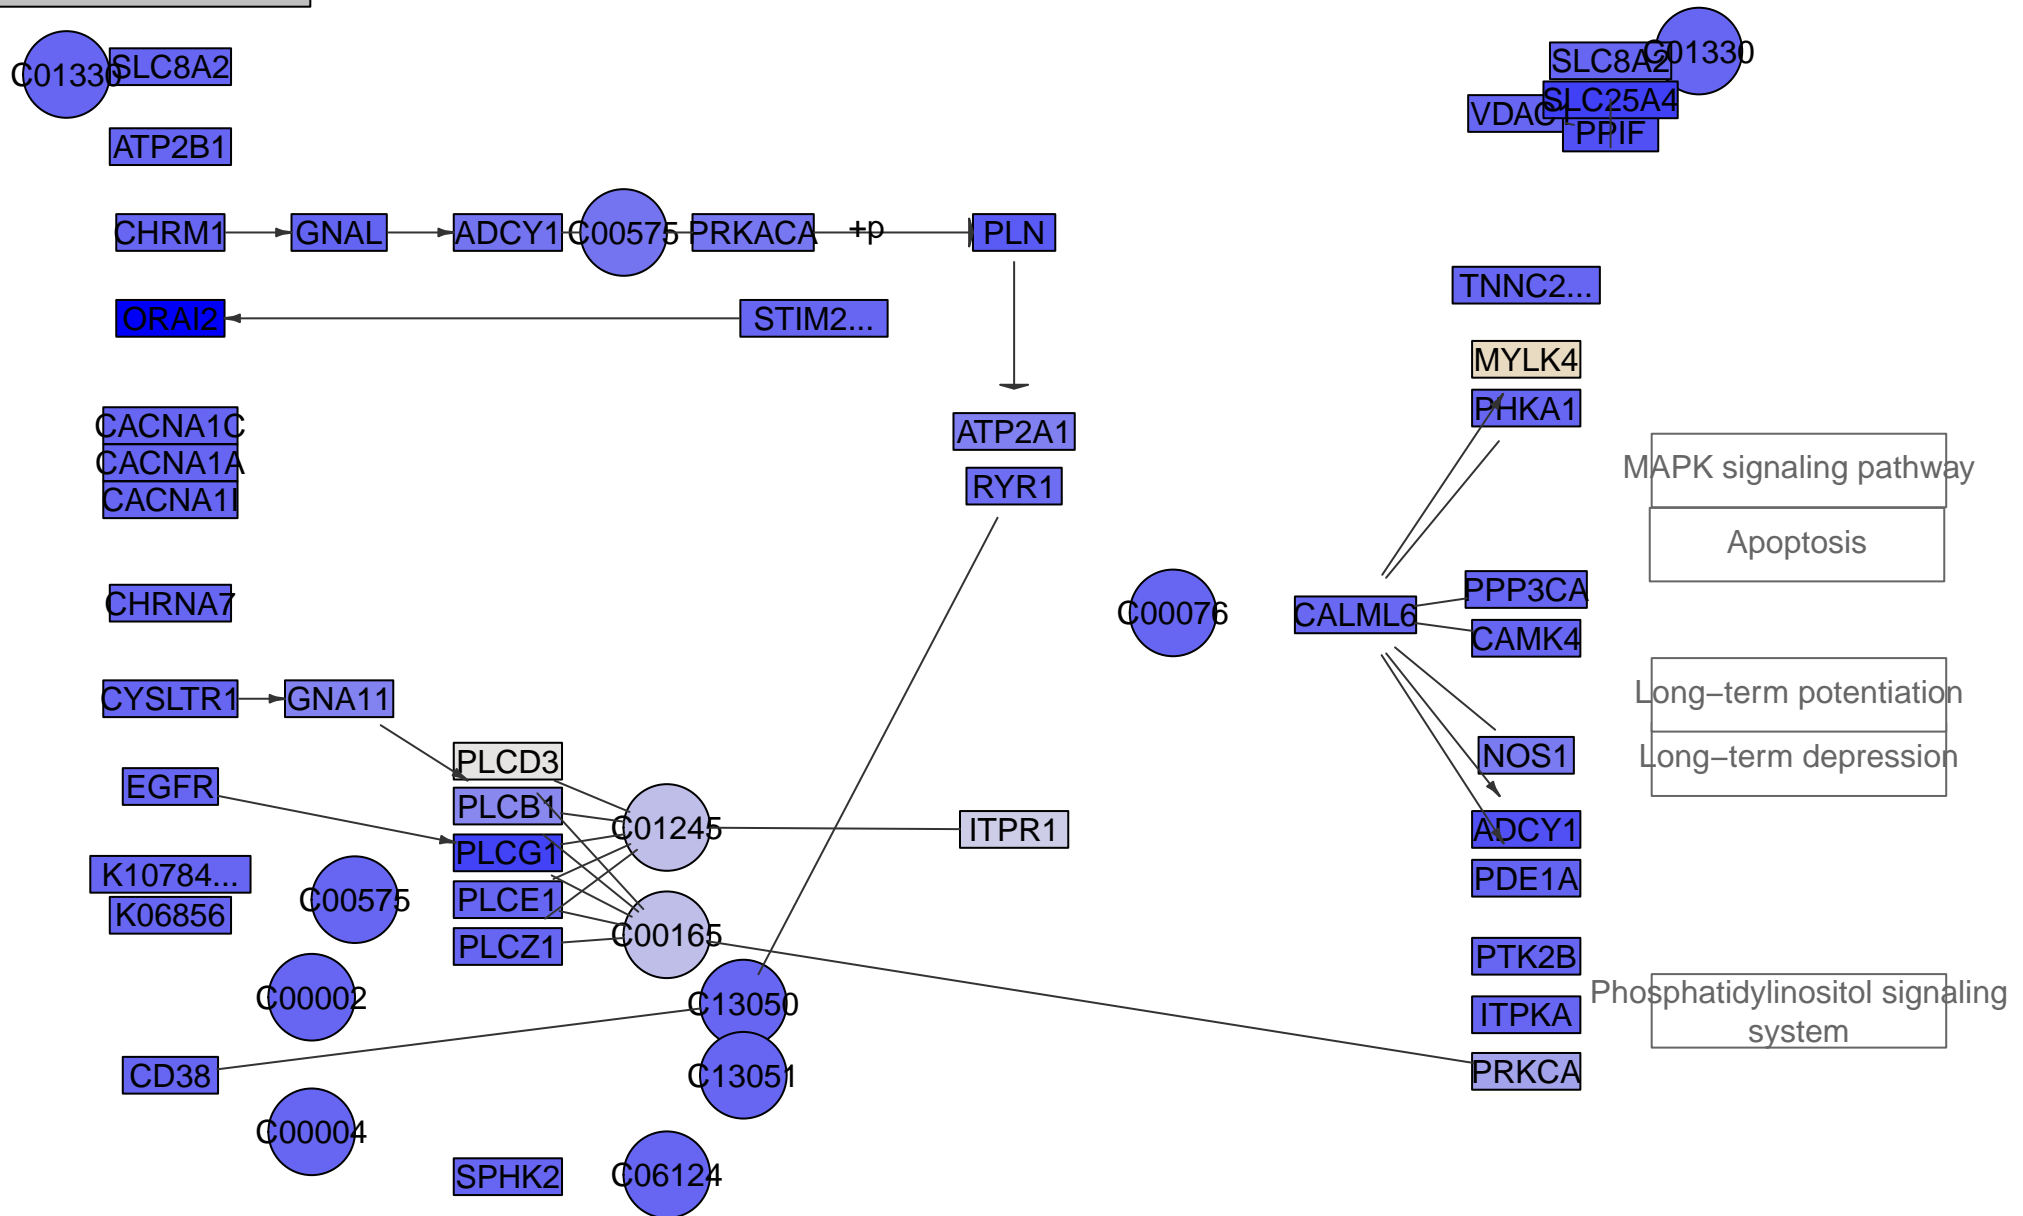 C01330
SLC8A2
SLC8A2
C01330
SLC25A4
VDAC1
PPIF
ATP2B1
CHRM1
GNAL
ADCY1
C00575
PRKACA
+p
PLN
TNNC2...
ORAI2
STIM2...
MYLK4
PHKA1
CACNA1C
CACNA1A
CACNA1I
ATP2A1
RYR1
MAPK signaling pathway
Apoptosis
CHRNA7
C00076
CALML6
PPP3CA
CAMK4
CYSLTR1
GNA11
Long−term potentiation
Long−term depression
NOS1
PLCD3
EGFR
PLCB1
C01245
ITPR1
ADCY1
PLCG1
K10784...
PDE1A
C00575
PLCE1
K06856
C00165
PLCZ1
PTK2B
C00002
C13050
Phosphatidylinositol signaling
system
ITPKA
CD38
C13051
PRKCA
C00004
SPHK2
C06124